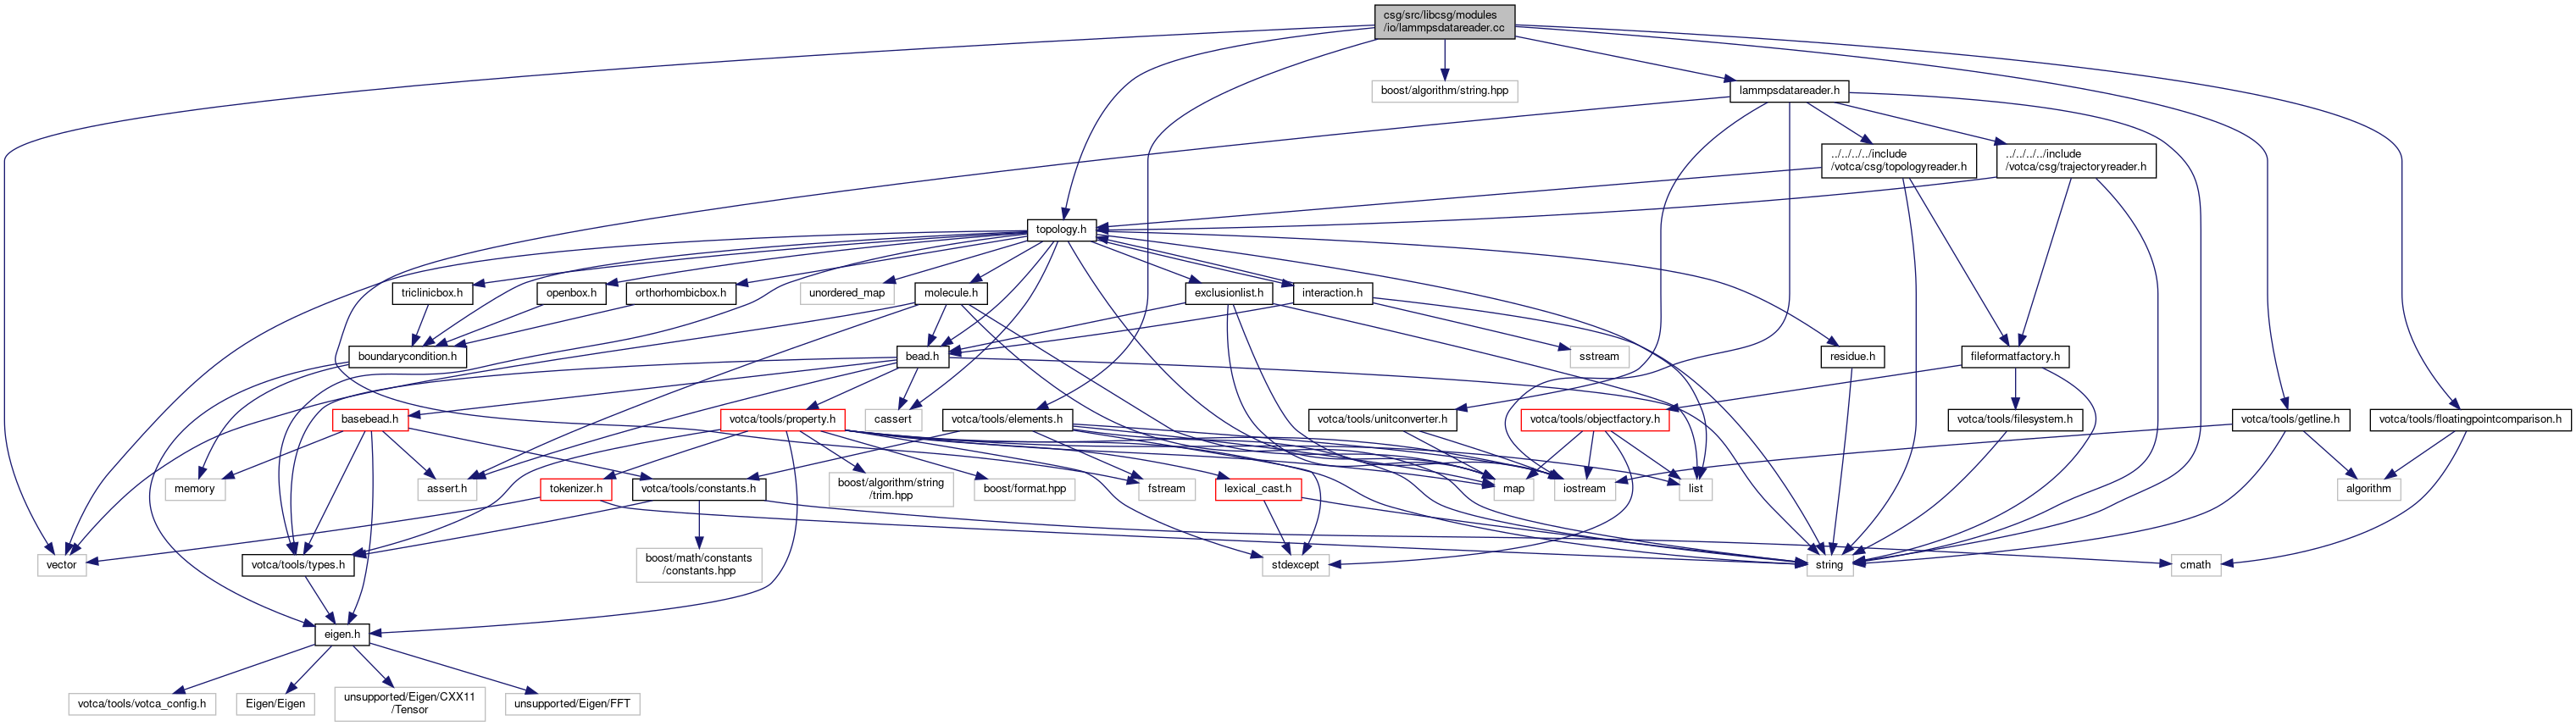 csg/src/libcsg/modules
/io/lammpsdatareader.cc
boost/algorithm/string.hpp
lammpsdatareader.h
../../../../include
/votca/csg/topologyreader.h
../../../../include
/votca/csg/trajectoryreader.h
topology.h
triclinicbox.h
openbox.h
orthorhombicbox.h
unordered_map
molecule.h
exclusionlist.h
interaction.h
boundarycondition.h
bead.h
sstream
residue.h
fileformatfactory.h
basebead.h
votca/tools/property.h
cassert
votca/tools/elements.h
votca/tools/unitconverter.h
votca/tools/objectfactory.h
votca/tools/filesystem.h
votca/tools/getline.h
votca/tools/floatingpointcomparison.h
memory
assert.h
tokenizer.h
votca/tools/constants.h
boost/algorithm/string
/trim.hpp
boost/format.hpp
fstream
lexical_cast.h
map
iostream
list
algorithm
vector
votca/tools/types.h
boost/math/constants
/constants.hpp
stdexcept
string
cmath
eigen.h
votca/tools/votca_config.h
Eigen/Eigen
unsupported/Eigen/CXX11
/Tensor
unsupported/Eigen/FFT